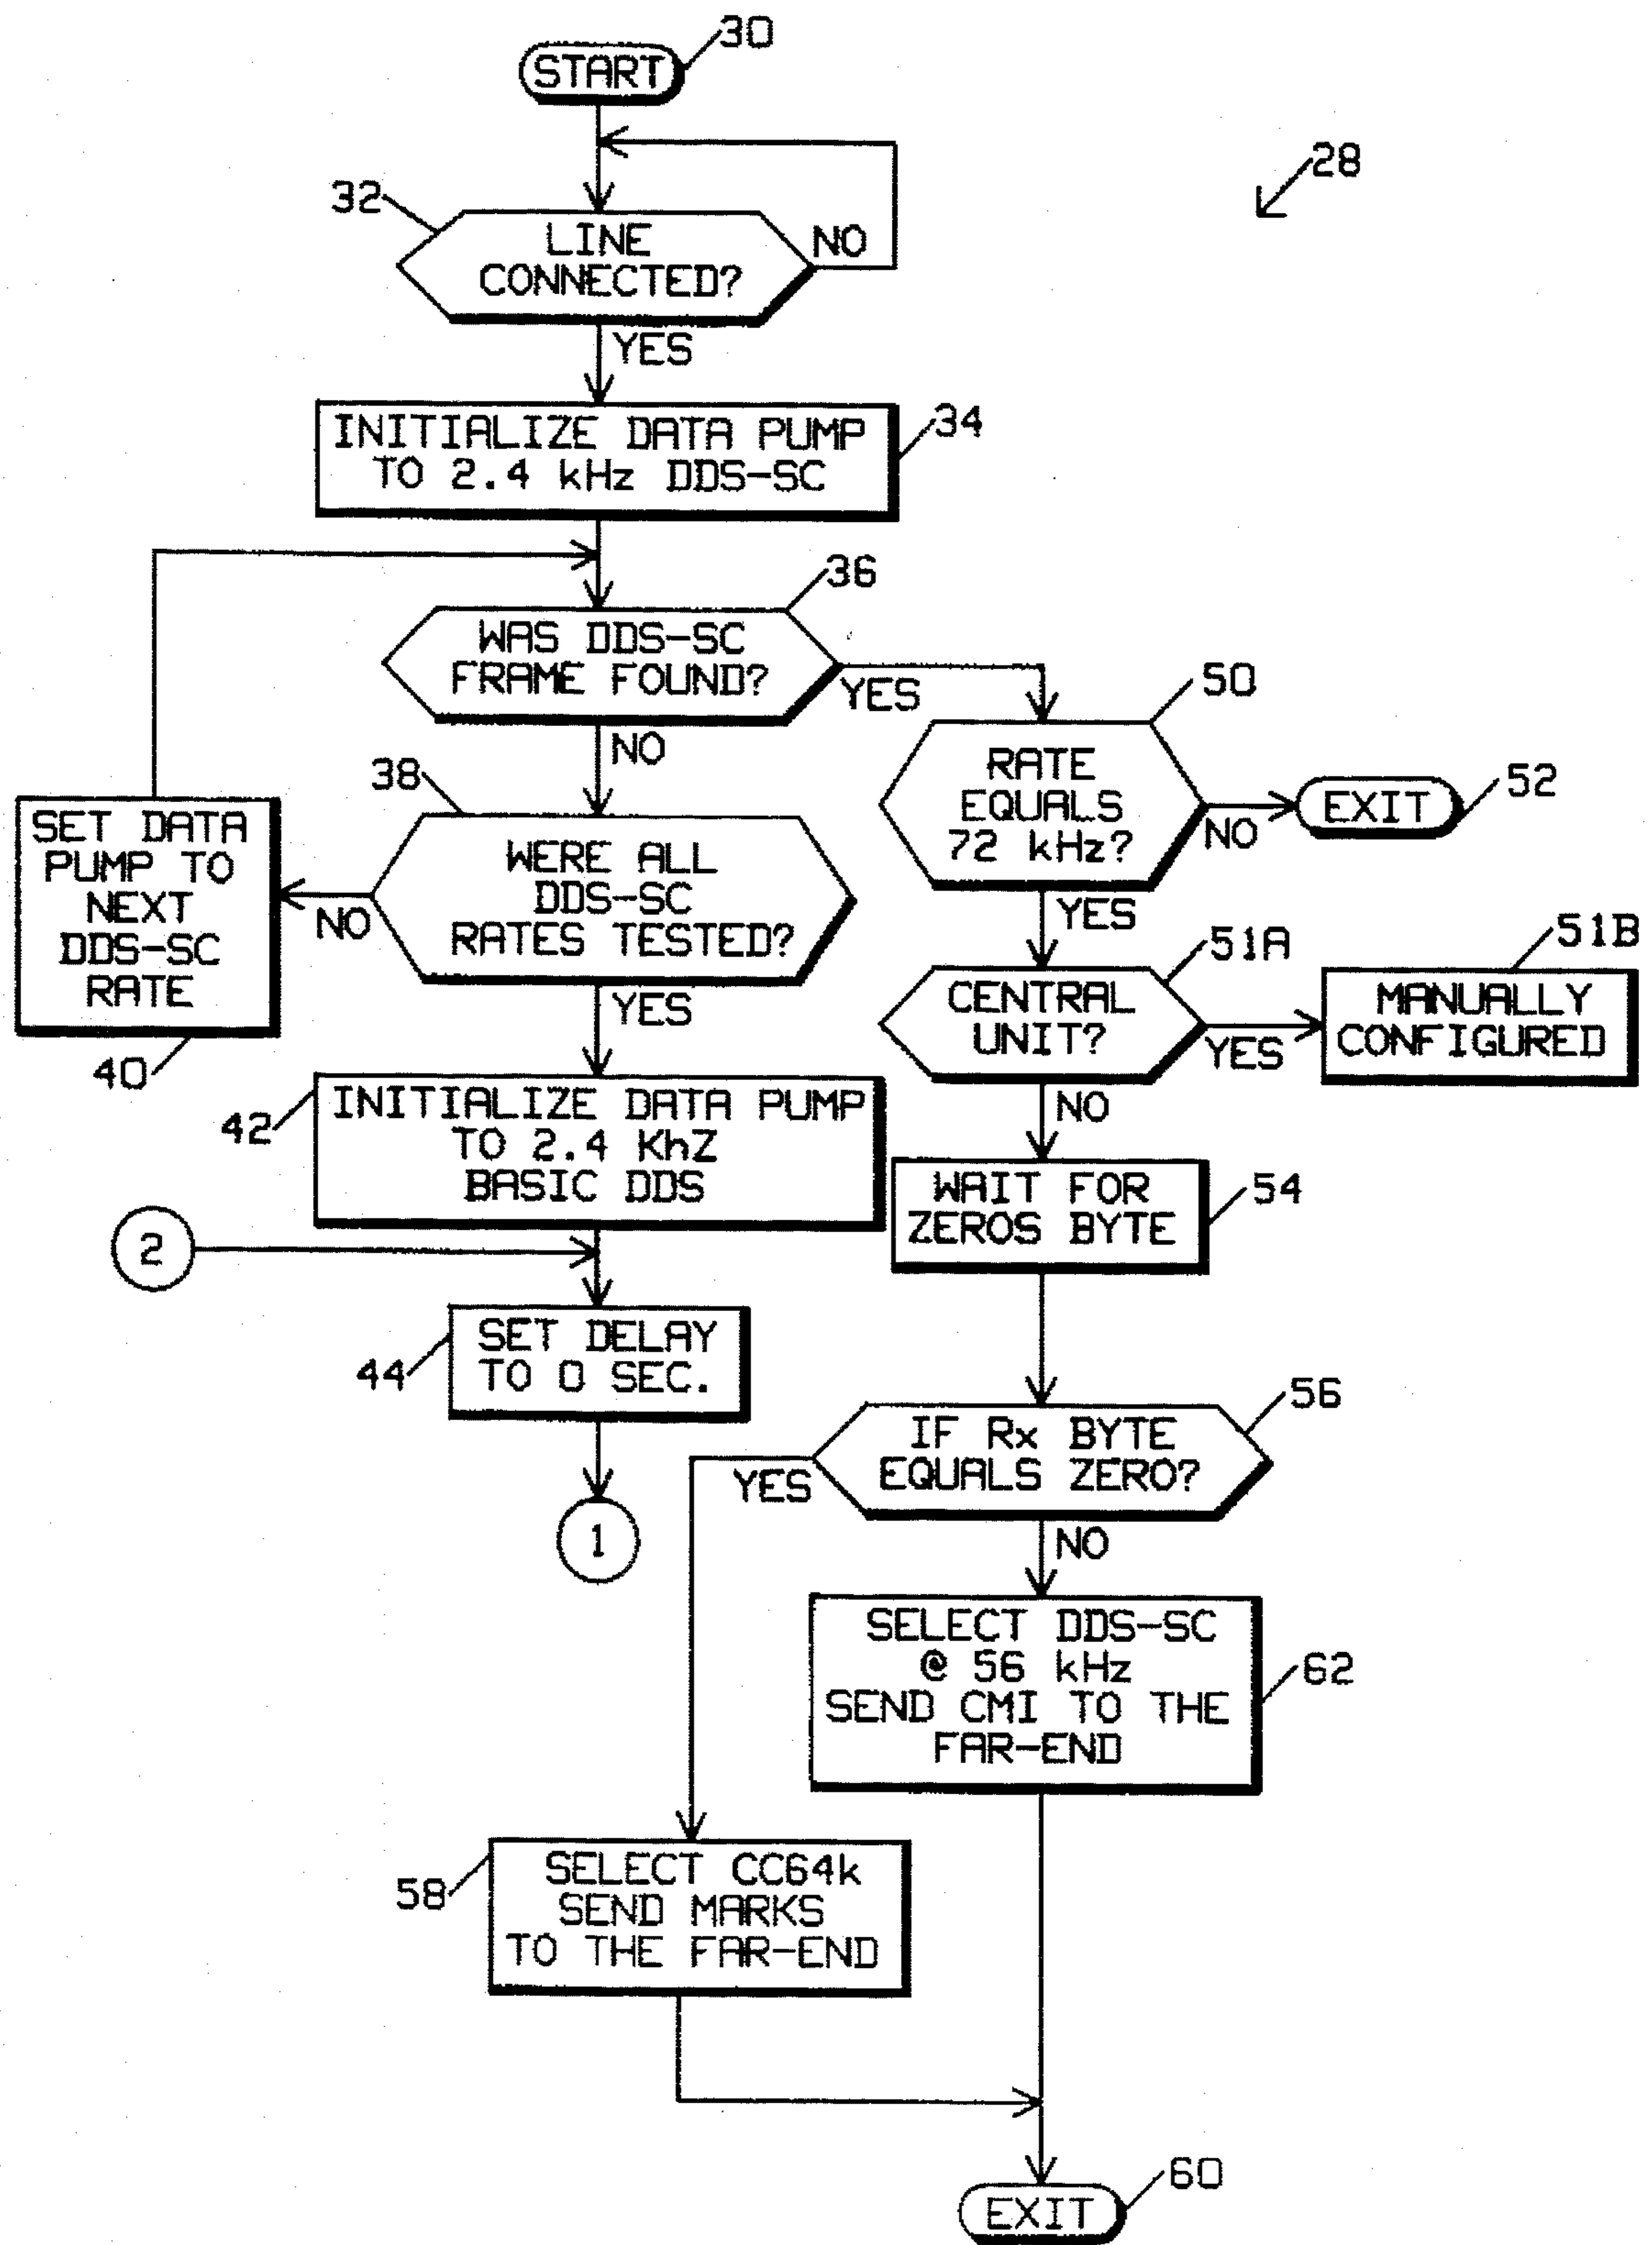 30
START
28
32
LINE
CONNECTED?
NO
YES
INITIALIZE DATA PUMP
TO 2.4 kHz DDS-SC
34
36
WAS DDS-SC
FRAME FOUND?
YES
NO
50
RATE
EQUALS
72 kHz?
NO
EXIT
52
YES
38
WERE ALL
DDS-SC
RATES TESTED?
NO
YES
SET DATA
PUMP TO
NEXT
DDS-SC
RATE
40
51A
CENTRAL
UNIT?
YES
NO
51B
MANUALLY
CONFIGURED
42
INITIALIZE DATA PUMP
TO 2.4 KhZ
BASIC DDS
WAIT FOR
ZEROS BYTE
54
2
44
SET DELAY
TO 0 SEC.
1
56
IF Rx BYTE
EQUALS ZERO?
YES
NO
SELECT DDS-SC
@ 56 kHz
SEND CMI TO THE
FAR-END
62
58
SELECT CC64k
SEND MARKS
TO THE FAR-END
60
EXIT